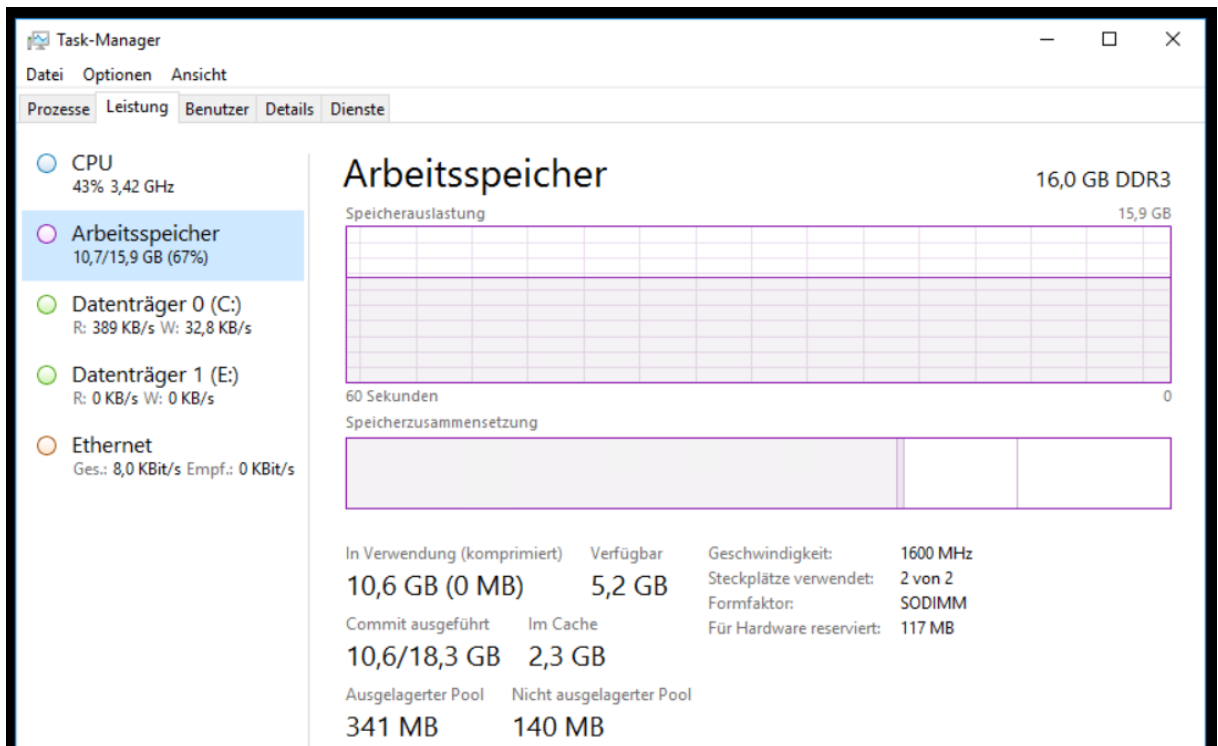 Task-Manager
Datei Optionen Ansicht
Prozesse Leistung Benutzer Details Dienste
CPU
43% 3,42 GHz
Arbeitsspeicher
10,7/15,9 GB (67%)
Datenträger 0 (C:)
R: 389 KB/s W: 32,8 KB/s
Datenträger 1 (E:)
R: 0 KB/s W: 0 KB/s
Ethernet
Ges.: 8,0 KBit/s Empf.: 0 KBit/s
Arbeitsspeicher 16,0 GB DDR3
Speicherauslastung 15,9 GB
60 Sekunden 0
Speicherzusammensetzung
In Verwendung (komprimiert) Verfügbar
10,6 GB (0 MB) 5,2 GB
Commit ausgeführt Im Cache
10,6/18,3 GB 2,3 GB
Ausgelagerter Pool Nicht ausgelagerter Pool
341 MB 140 MB
Geschwindigkeit: 1600 MHz
Steckplätze verwendet: 2 von 2
Formfaktor: SODIMM
Für Hardware reserviert: 117 MB